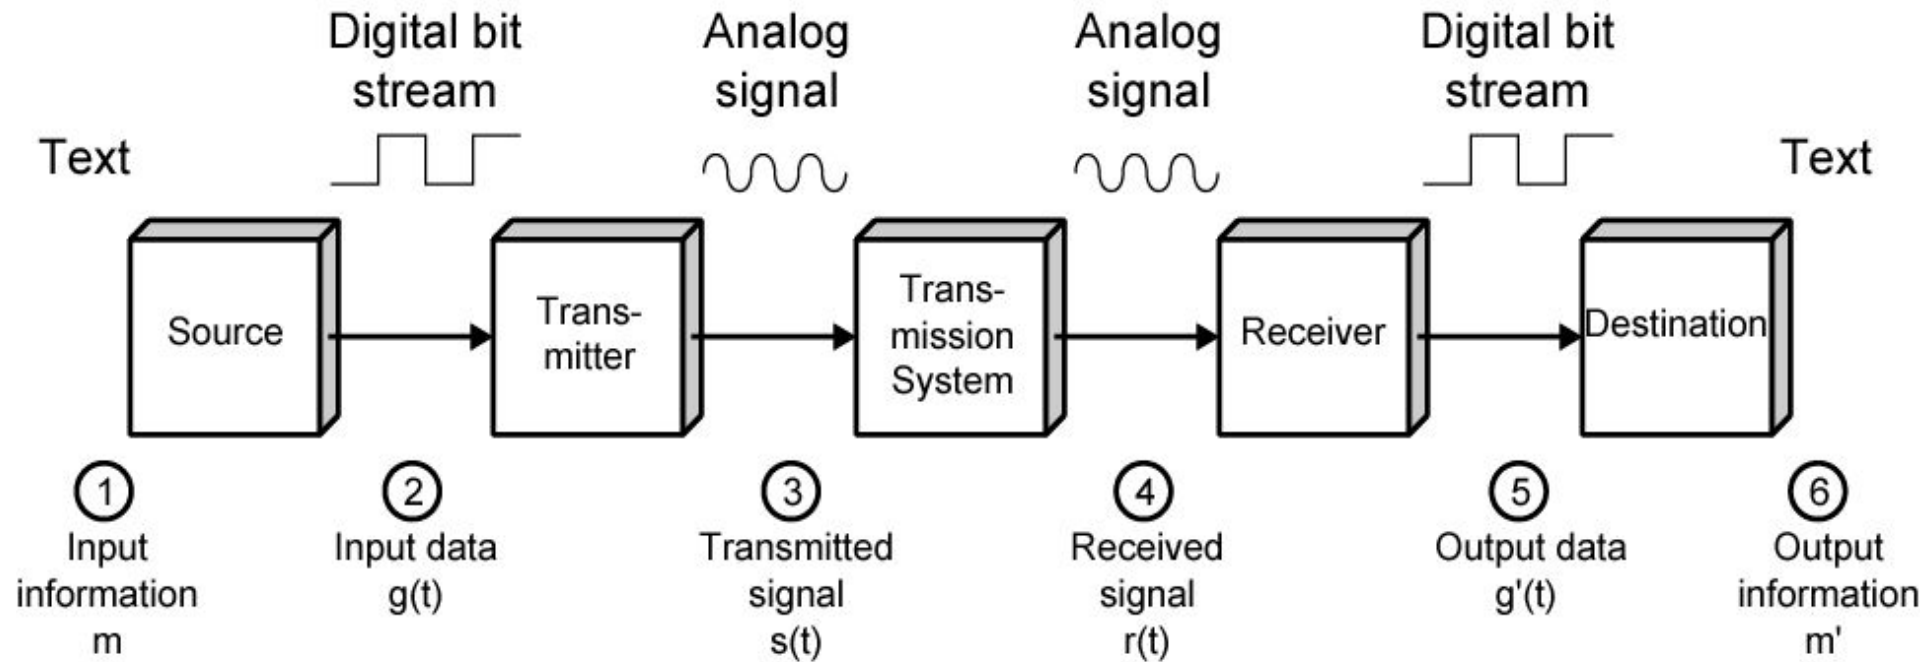 Text
Digital bit
stream
Analog
signal
Analog
signal
Digital bit
stream
Text
Source
Trans-
mitter
Trans-
mission
System
Receiver
Destination
1
Input
information
m
2
Input data
g(t)
3
Transmitted
signal
s(t)
4
Received
signal
r(t)
5
Output data
g'(t)
6
Output
information
m'